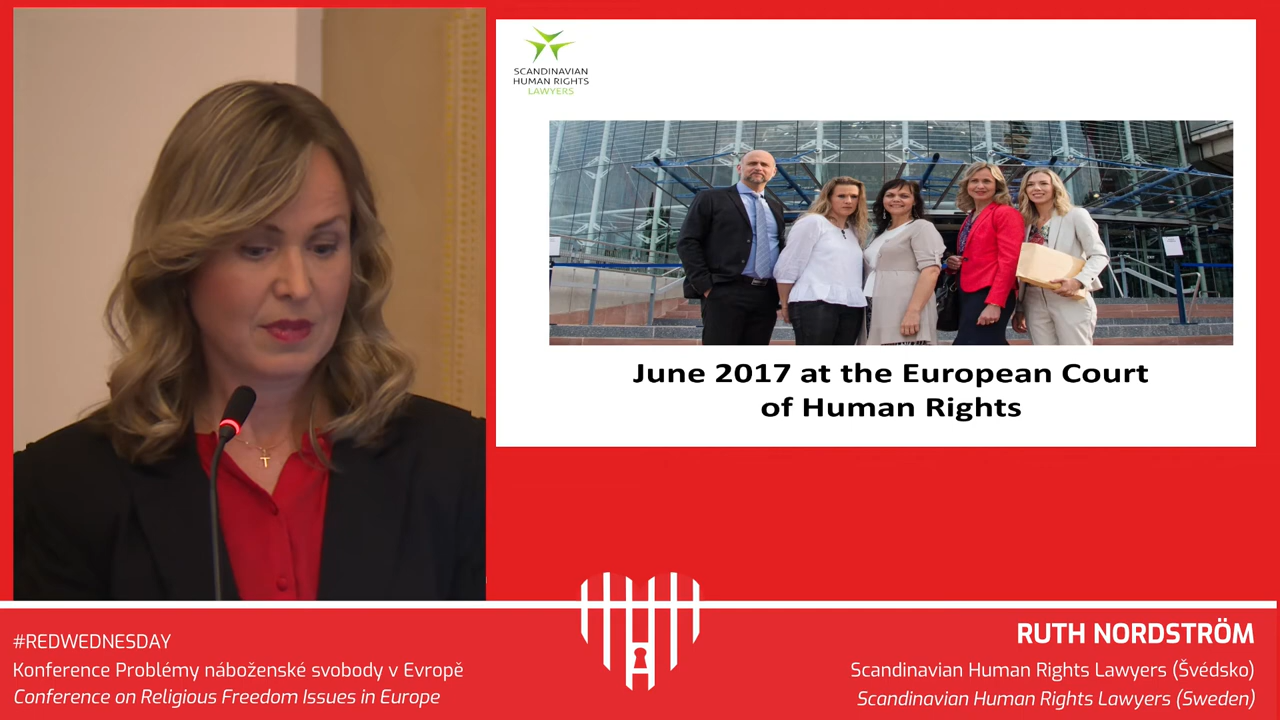 SCANDINAVIAN
HUMAN RIGHTS
LAWYERS
June 2017 at the European Court
of Human Rights
#REDWEDNESDAY
Konference Problémy náboženské svobody v Evropě
Conference on Religious Freedom Issues in Europe
RUTH NORDSTRÖM
Scandinavian Human Rights Lawyers (Švédsko)
Scandinavian Human Rights Lawyers (Sweden)